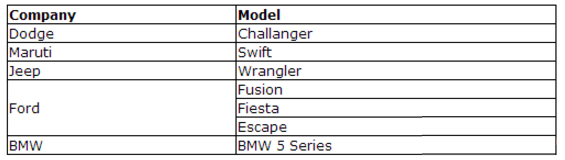 Company Model
Dodge Challanger
Maruti Swift
Jeep Wrangler
Ford Fusion
Fiesta
Escape
BMW BMW 5 Series